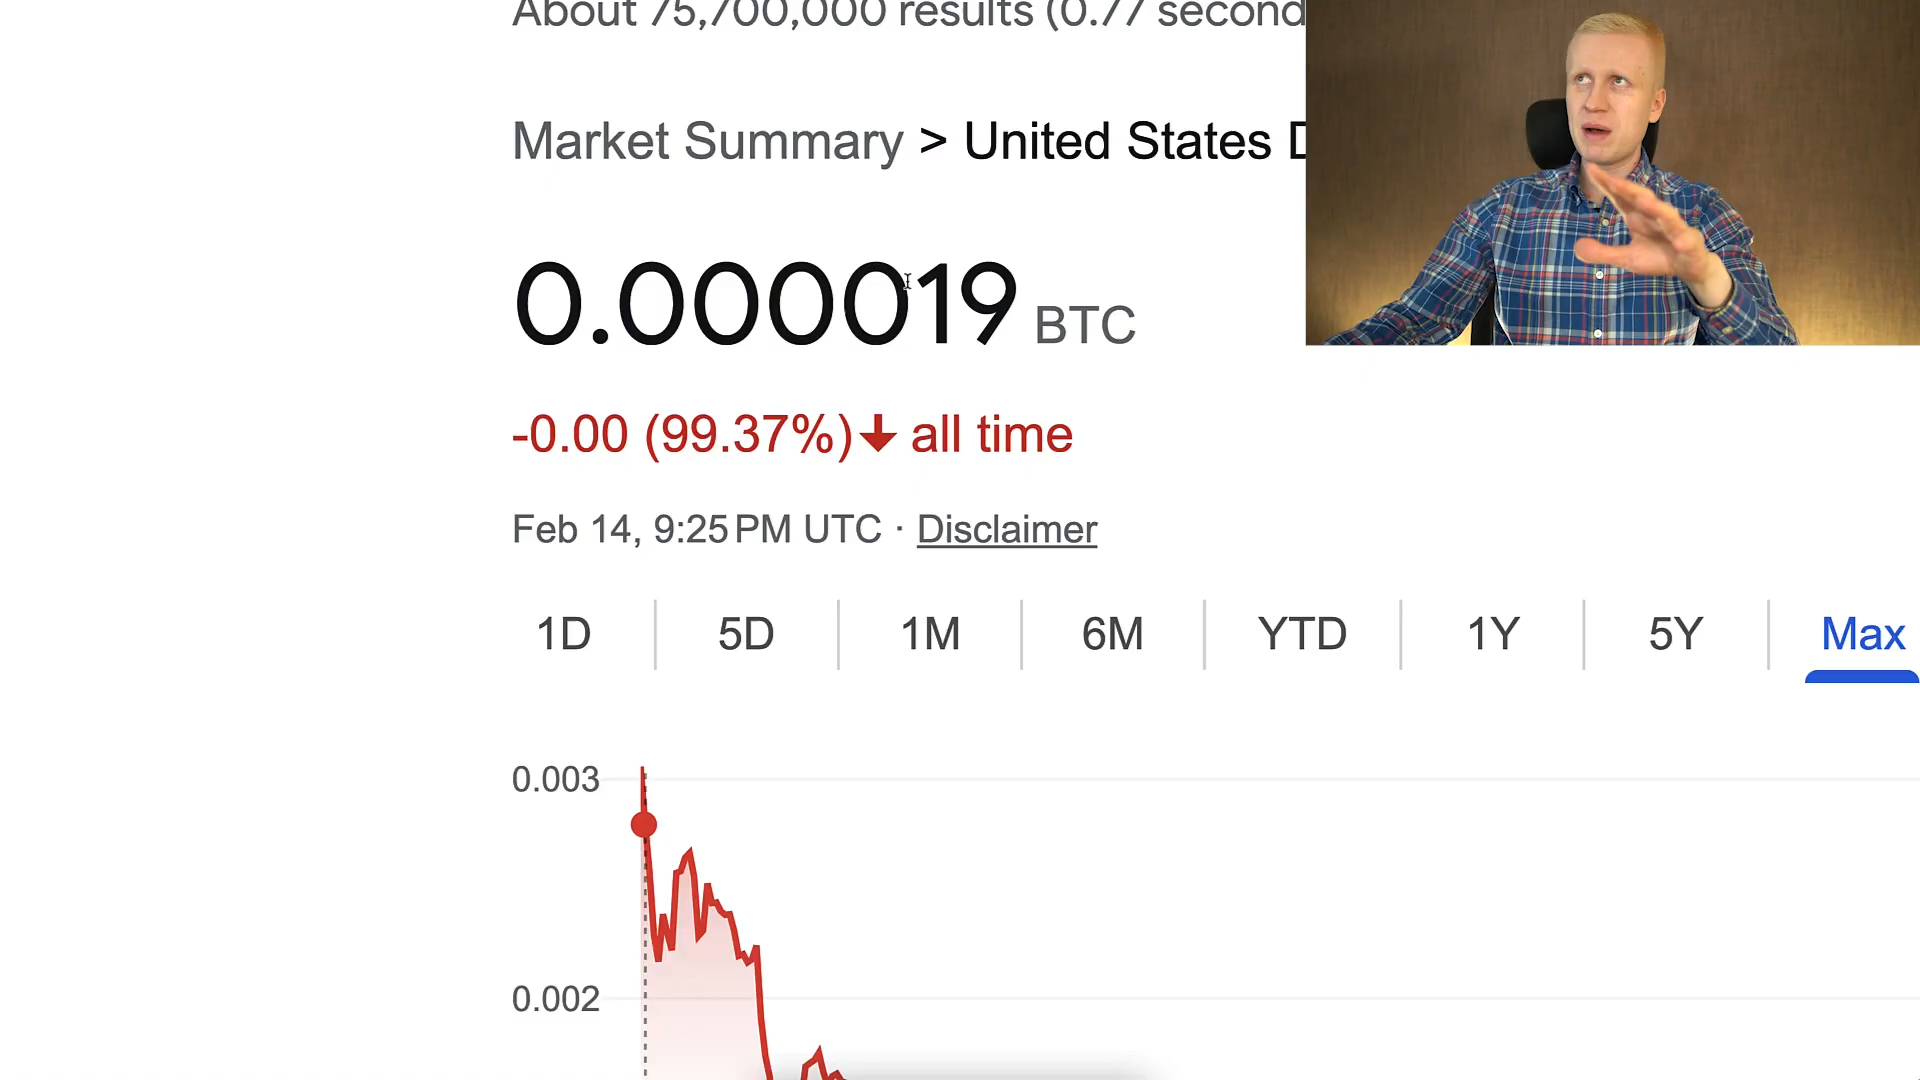 About 75,700,000 results (0.77 second
Market Summary > United States D
0.000019 BTC
-0.00 (99.37%)↓ all time
Feb 14, 9:25 PM UTC · Disclaimer
1D 5D 1M 6M YTD 1Y 5Y Max
0.003
0.002